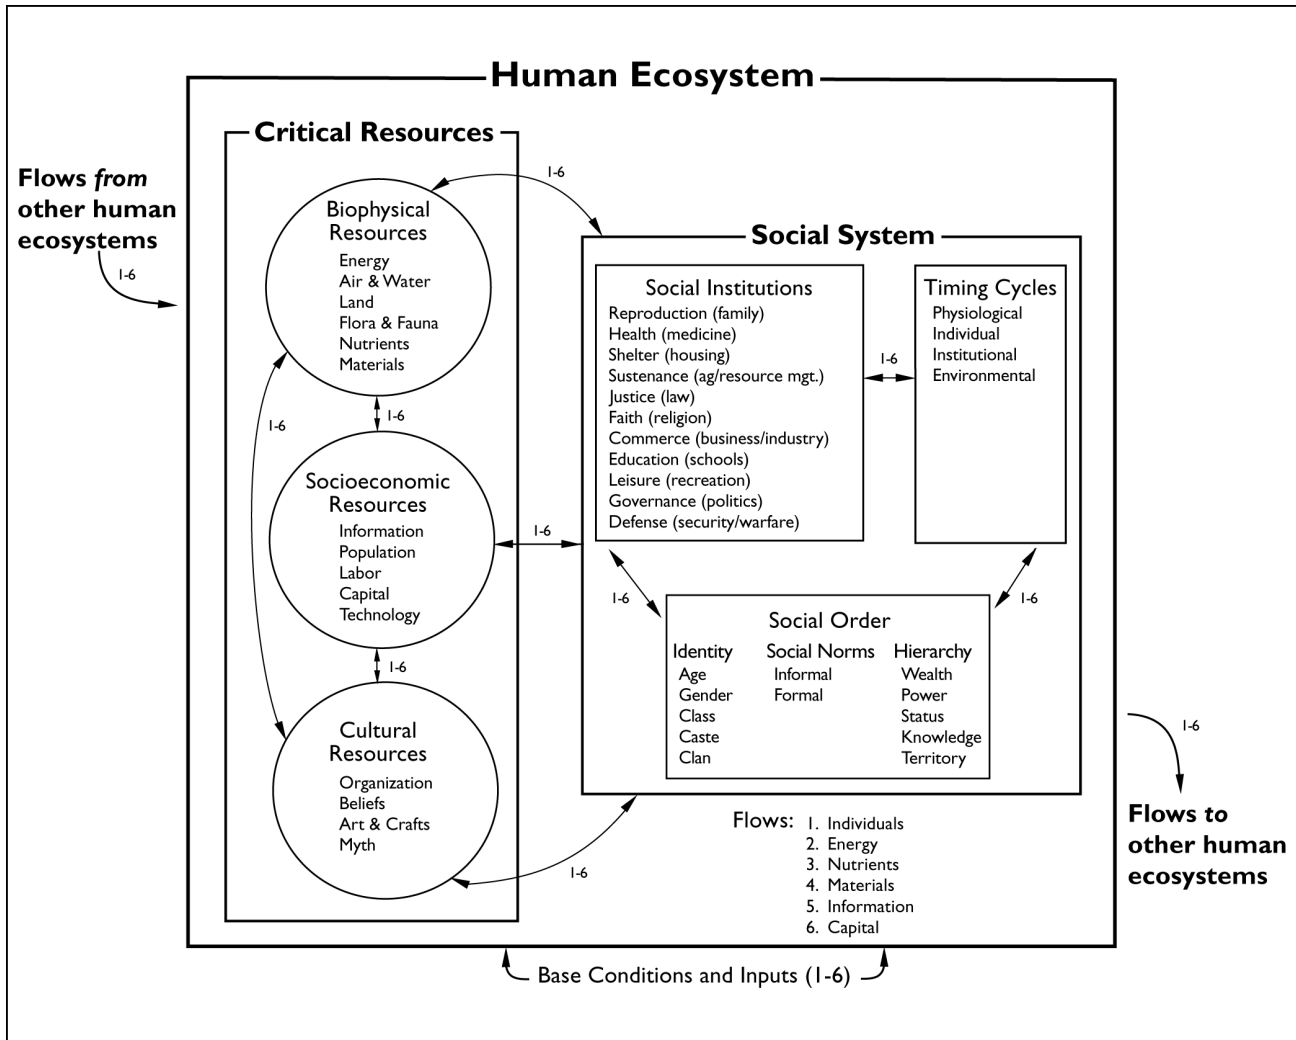 Human Ecosystem
Critical Resources
Flows from
other human
ecosystems
1-6
Biophysical
Resources
Energy
Air & Water
Land
Flora & Fauna
Nutrients
Materials
1-6
1-6
1-6
Socioeconomic
Resources
Information
Population
Labor
Capital
Technology
1-6
1-6
Cultural
Resources
Organization
Beliefs
Art & Crafts
Myth
1-6
Social System
Social Institutions
Reproduction (family)
Health (medicine)
Shelter (housing)
Sustenance (ag/resource mgt.)
Justice (law)
Faith (religion)
Commerce (business/industry)
Education (schools)
Leisure (recreation)
Governance (politics)
Defense (security/warfare)
1-6
Timing Cycles
Physiological
Individual
Institutional
Environmental
1-6
1-6
Social Order
Identity
Age
Gender
Class
Caste
Clan
Social Norms
Informal
Formal
Hierarchy
Wealth
Power
Status
Knowledge
Territory
Flows:
1. Individuals
2. Energy
3. Nutrients
4. Materials
5. Information
6. Capital
1-6
Flows to
other human
ecosystems
Base Conditions and Inputs (1-6)